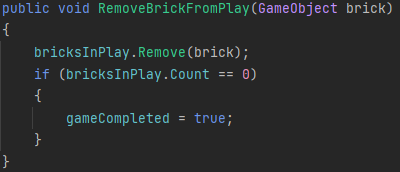 public void RemoveBrickFromPlay(GameObject brick)
{
    bricksInPlay.Remove(brick);
    if (bricksInPlay.Count == 0)
    {
        gameCompleted = true;
    }
}